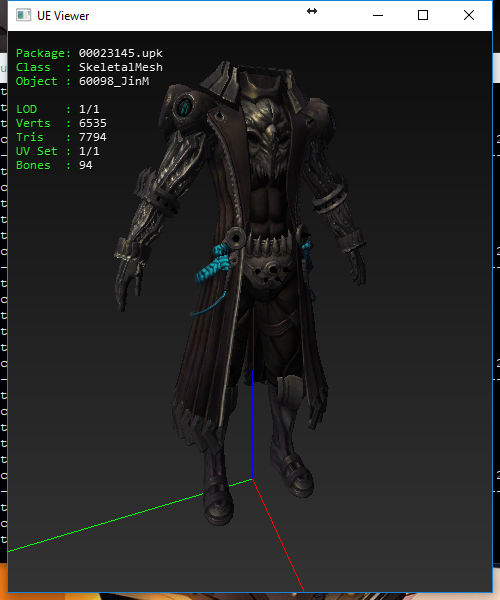 UE Viewer
Package: 00023145.upk
Class  : SkeletalMesh
Object : 60098_JinM
LOD    : 1/1
Verts  : 6535
Tris   : 7794
UV Set : 1/1
Bones  : 94